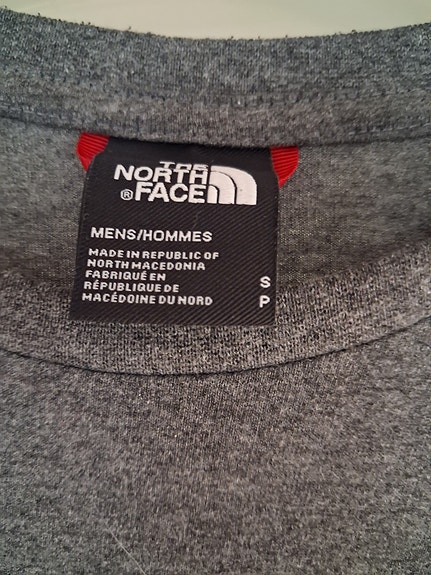 THE
NORTH
®FACE
MENS/HOMMES
MADE IN REPUBLIC OF
NORTH MACEDONIA
FABRIQUÉ EN
RÉPUBLIQUE DE
MACÉDOINE DU NORD
S
P